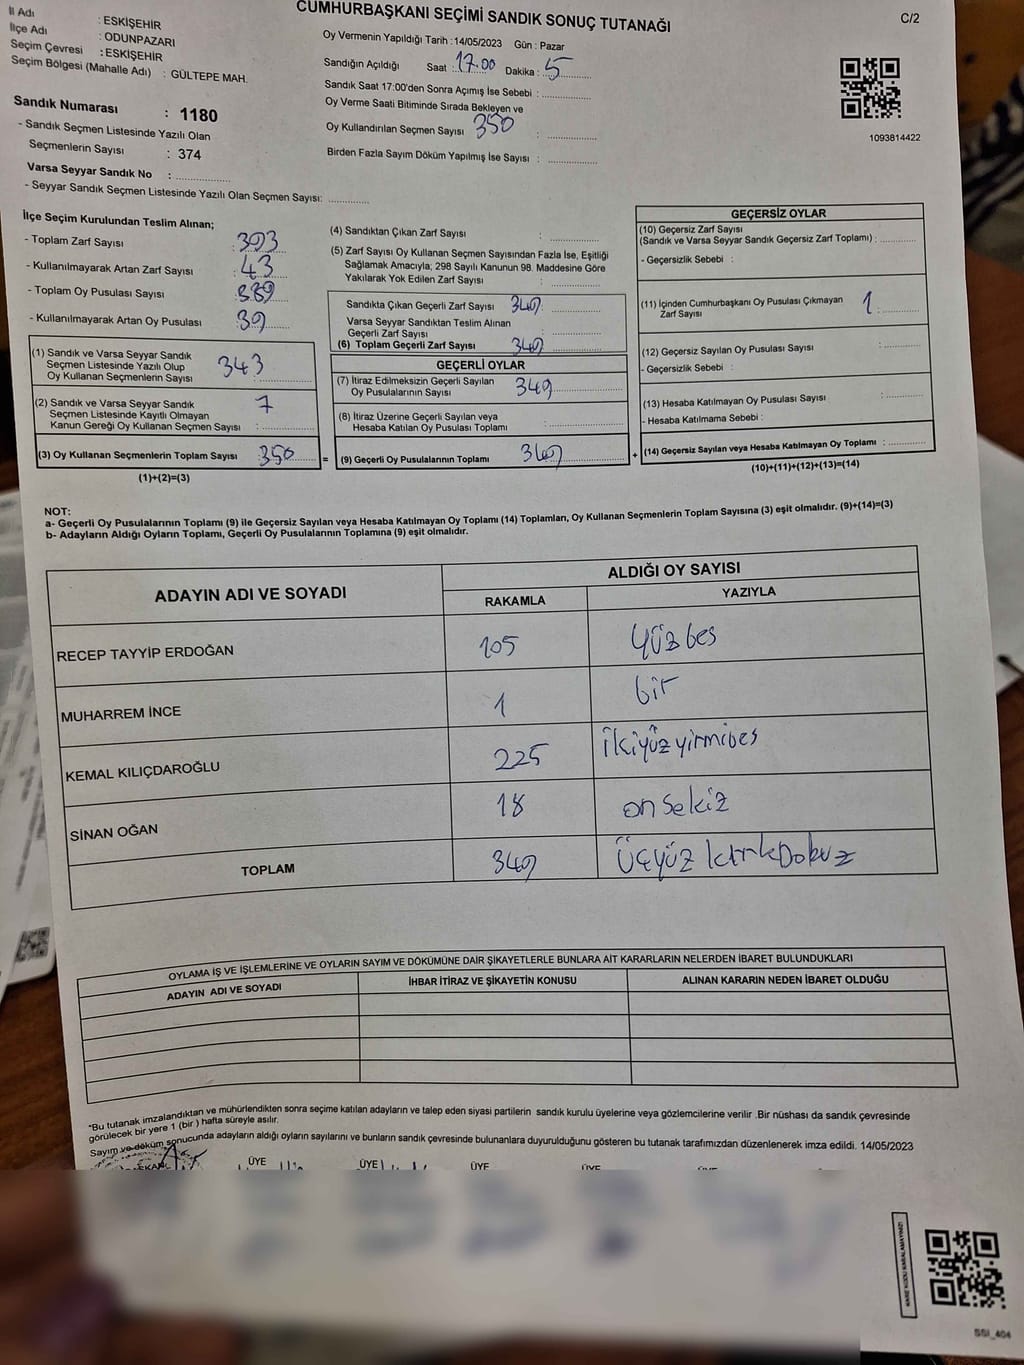 CUMHURBAŞKANI SEÇİMİ SANDIK SONUÇ TUTANAĞI
C/2
İl Adı : ESKİŞEHİR
İlçe Adı : ODUNPAZARI
Seçim Çevresi : ESKİŞEHİR
Seçim Bölgesi (Mahalle Adı) : GÜLTEPE MAH.
Sandık Numarası : 1180
- Sandık Seçmen Listesinde Yazılı Olan
Seçmenlerin Sayısı : 374
Varsa Seyyar Sandık No :
- Seyyar Sandık Seçmen Listesinde Yazılı Olan Seçmen Sayısı:
Oy Vermenin Yapıldığı Tarih :14/05/2023 Gün : Pazar
Sandığın Açıldığı Saat : 17.00 Dakika : 5
Sandık Saat 17:00'den Sonra Açımış İse Sebebi :
Oy Verme Saati Bitiminde Sırada Bekleyen ve
Oy Kullandırılan Seçmen Sayısı 350 :
Birden Fazla Sayım Döküm Yapılmış İse Sayısı :
1093814422
İlçe Seçim Kurulundan Teslim Alınan;
- Toplam Zarf Sayısı : 393
- Kullanılmayarak Artan Zarf Sayısı : 43
- Toplam Oy Pusulası Sayısı : 389
- Kullanılmayarak Artan Oy Pusulası : 39
(1) Sandık ve Varsa Seyyar Sandık
Seçmen Listesinde Yazılı Olup
Oy Kullanan Seçmenlerin Sayısı : 343
(2) Sandık ve Varsa Seyyar Sandık
Seçmen Listesinde Kayıtlı Olmayan
Kanun Gereği Oy Kullanan Seçmen Sayısı : 7
(3) Oy Kullanan Seçmenlerin Toplam Sayısı : 350
(1)+(2)=(3)
(4) Sandıktan Çıkan Zarf Sayısı :
(5) Zarf Sayısı Oy Kullanan Seçmen Sayısından Fazla İse, Eşitliği
Sağlamak Amacıyla; 298 Sayılı Kanunun 98. Maddesine Göre
Yakılarak Yok Edilen Zarf Sayısı :
Sandıkta Çıkan Geçerli Zarf Sayısı 349 :
Varsa Seyyar Sandıktan Teslim Alınan
Geçerli Zarf Sayısı :
(6) Toplam Geçerli Zarf Sayısı 349 :
GEÇERLİ OYLAR
(7) İtiraz Edilmeksizin Geçerli Sayılan
Oy Pusulalarının Sayısı : 349
(8) İtiraz Üzerine Geçerli Sayılan veya
Hesaba Katılan Oy Pusulası Toplamı :
= (9) Geçerli Oy Pusulalarının Toplamı 349 :
GEÇERSİZ OYLAR
(10) Geçersiz Zarf Sayısı
(Sandık ve Varsa Seyyar Sandık Geçersiz Zarf Toplamı) :
- Geçersizlik Sebebi :
(11) İçinden Cumhurbaşkanı Oy Pusulası Çıkmayan
Zarf Sayısı 1 :
(12) Geçersiz Sayılan Oy Pusulası Sayısı :
- Geçersizlik Sebebi :
(13) Hesaba Katılmayan Oy Pusulası Sayısı :
- Hesaba Katılmama Sebebi :
+ (14) Geçersiz Sayılan veya Hesaba Katılmayan Oy Toplamı :
(10)+(11)+(12)+(13)=(14)
NOT:
a- Geçerli Oy Pusulalarının Toplamı (9) ile Geçersiz Sayılan veya Hesaba Katılmayan Oy Toplamı (14) Toplamları, Oy Kullanan Seçmenlerin Toplam Sayısına (3) eşit olmalıdır. (9)+(14)=(3)
b- Adayların Aldığı Oyların Toplamı, Geçerli Oy Pusulalarının Toplamına (9) eşit olmalıdır.
ADAYIN ADI VE SOYADI ALDIĞI OY SAYISI
RAKAMLA YAZIYLA
RECEP TAYYİP ERDOĞAN 105 yüzbes
MUHARREM İNCE 1 bir
KEMAL KILIÇDAROĞLU 225 ikiyüzyirmibes
SİNAN OĞAN 18 onsekiz
TOPLAM 349 Üçyüz kırkDokuz
OYLAMA İŞ VE İŞLEMLERİNE VE OYLARIN SAYIM VE DÖKÜMÜNE DAİR ŞİKAYETLERLE BUNLARA AİT KARARLARIN NELERDEN İBARET BULUNDUKLARI
ADAYIN ADI VE SOYADI İHBAR İTİRAZ VE ŞİKAYETİN KONUSU ALINAN KARARIN NEDEN İBARET OLDUĞU
*Bu tutanak imzalandıktan ve mühürlendikten sonra seçime katılan adayların ve talep eden siyasi partilerin sandık kurulu üyelerine veya gözlemcilerine verilir .Bir nüshası da sandık çevresinde
görülecek bir yere 1 (bir ) hafta süreyle asılır.
Sayım ve döküm sonucunda adayların aldığı oyların sayılarını ve bunların sandık çevresinde bulunanlara duyurulduğunu gösteren bu tutanak tarafımızdan düzenlenerek imza edildi. 14/05/2023
ÜYE ÜYE ÜYE ÜYE ÜYE
SSİ_404